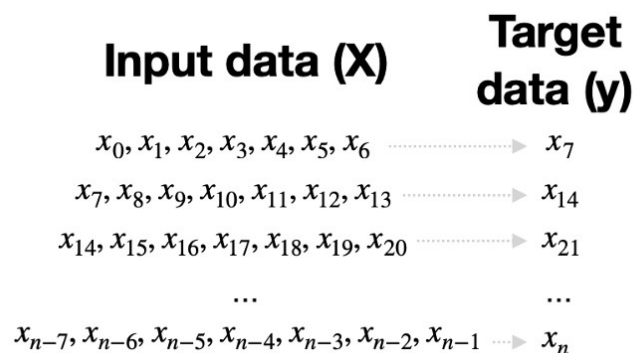 Input data (X)
Target
data (y)
x₀, x₁, x₂, x₃, x₄, x₅, x₆
x₇
x₇, x₈, x₉, x₁₀, x₁₁, x₁₂, x₁₃
x₁₄
x₁₄, x₁₅, x₁₆, x₁₇, x₁₈, x₁₉, x₂₀
x₂₁
...
...
xₙ₋₇, xₙ₋₆, xₙ₋₅, xₙ₋₄, xₙ₋₃, xₙ₋₂, xₙ₋₁
xₙ